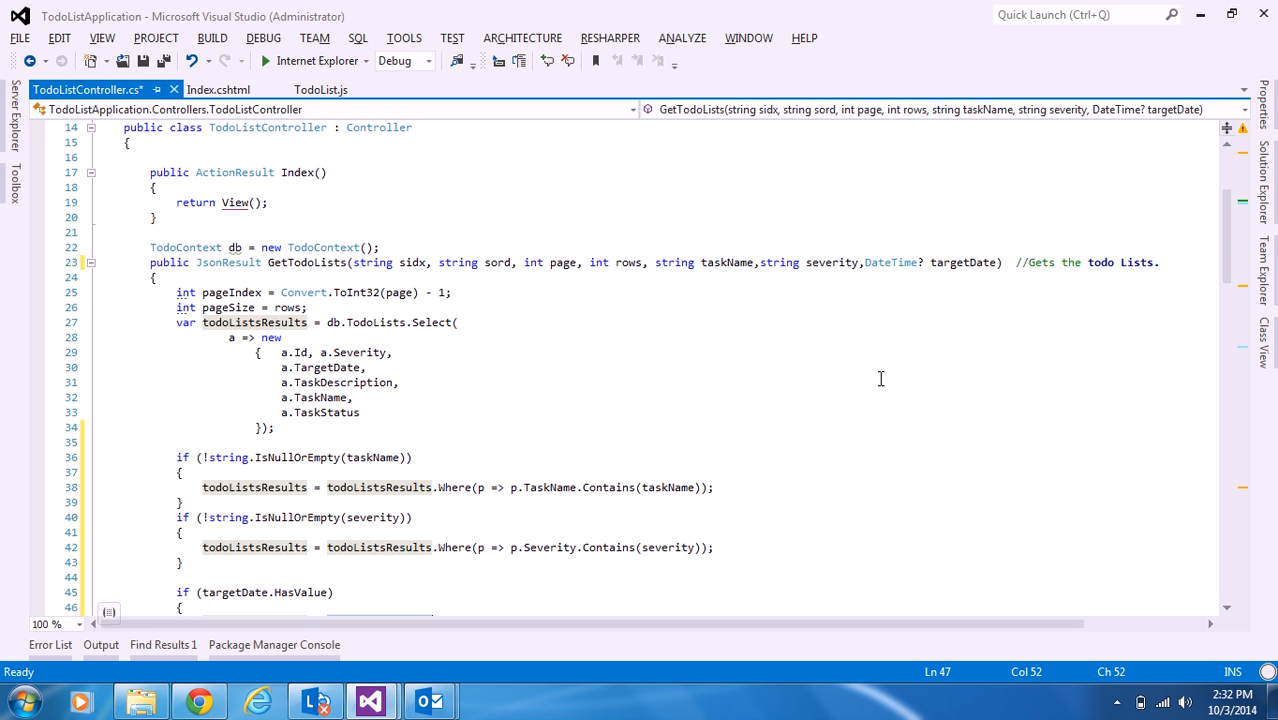 TodoListApplication - Microsoft Visual Studio (Administrator)
Quick Launch (Ctrl+Q)
FILE EDIT VIEW PROJECT BUILD DEBUG TEAM SQL TOOLS TEST ARCHITECTURE RESHARPER ANALYZE WINDOW HELP
Internet Explorer Debug
TodoListController.cs* Index.cshtml TodoList.js
TodoListApplication.Controllers.TodoListController
GetTodoLists(string sidx, string sord, int page, int rows, string taskName, string severity, DateTime? targetDate)
Server Explorer
Toolbox
Properties
Solution Explorer
Team Explorer
Class View
14 public class TodoListController : Controller
15 {
16
17 public ActionResult Index()
18 {
19 return View();
20 }
21
22 TodoContext db = new TodoContext();
23 public JsonResult GetTodoLists(string sidx, string sord, int page, int rows, string taskName,string severity,DateTime? targetDate) //Gets the todo Lists.
24 {
25 int pageIndex = Convert.ToInt32(page) - 1;
26 int pageSize = rows;
27 var todoListsResults = db.TodoLists.Select(
28 a => new
29 { a.Id, a.Severity,
30 a.TargetDate,
31 a.TaskDescription,
32 a.TaskName,
33 a.TaskStatus
34 });
35
36 if (!string.IsNullOrEmpty(taskName))
37 {
38 todoListsResults = todoListsResults.Where(p => p.TaskName.Contains(taskName));
39 }
40 if (!string.IsNullOrEmpty(severity))
41 {
42 todoListsResults = todoListsResults.Where(p => p.Severity.Contains(severity));
43 }
44
45 if (targetDate.HasValue)
46 {
100 %
Error List Output Find Results 1 Package Manager Console
Ready Ln 47 Col 52 Ch 52 INS
2:32 PM
10/3/2014